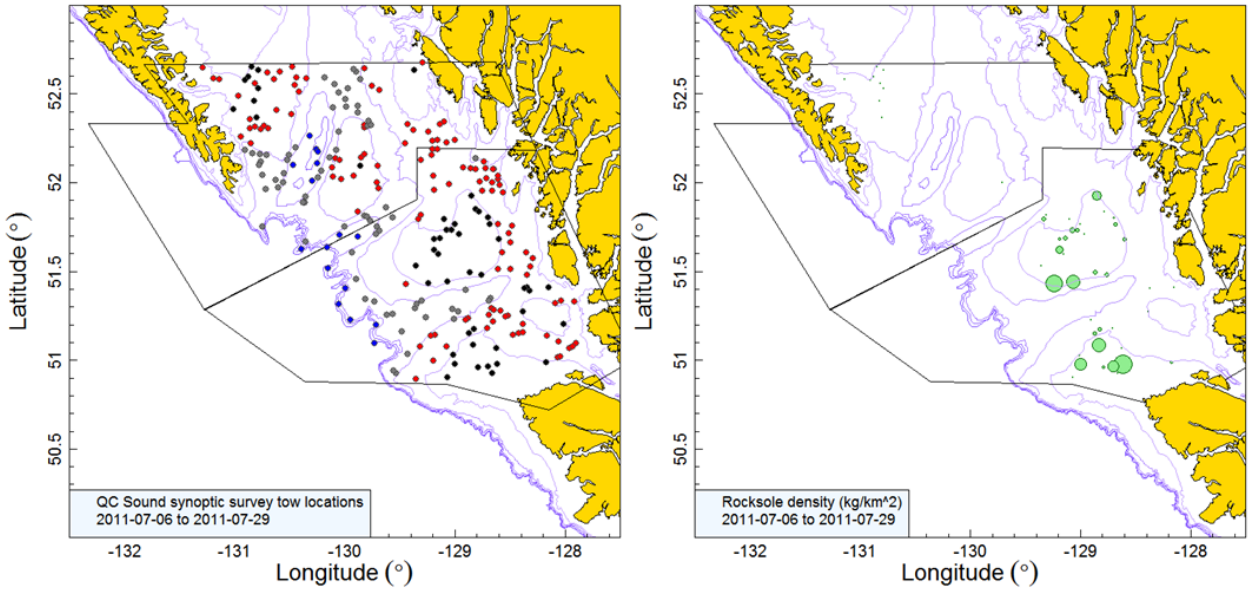 52.5
52
51.5
51
50.5
Latitude (°)
QC Sound synoptic survey tow locations
2011-07-06 to 2011-07-29
-132
-131
-130
-129
-128
Longitude (°)
52.5
52
51.5
51
50.5
Latitude (°)
Rocksole density (kg/km^2)
2011-07-06 to 2011-07-29
-132
-131
-130
-129
-128
Longitude (°)